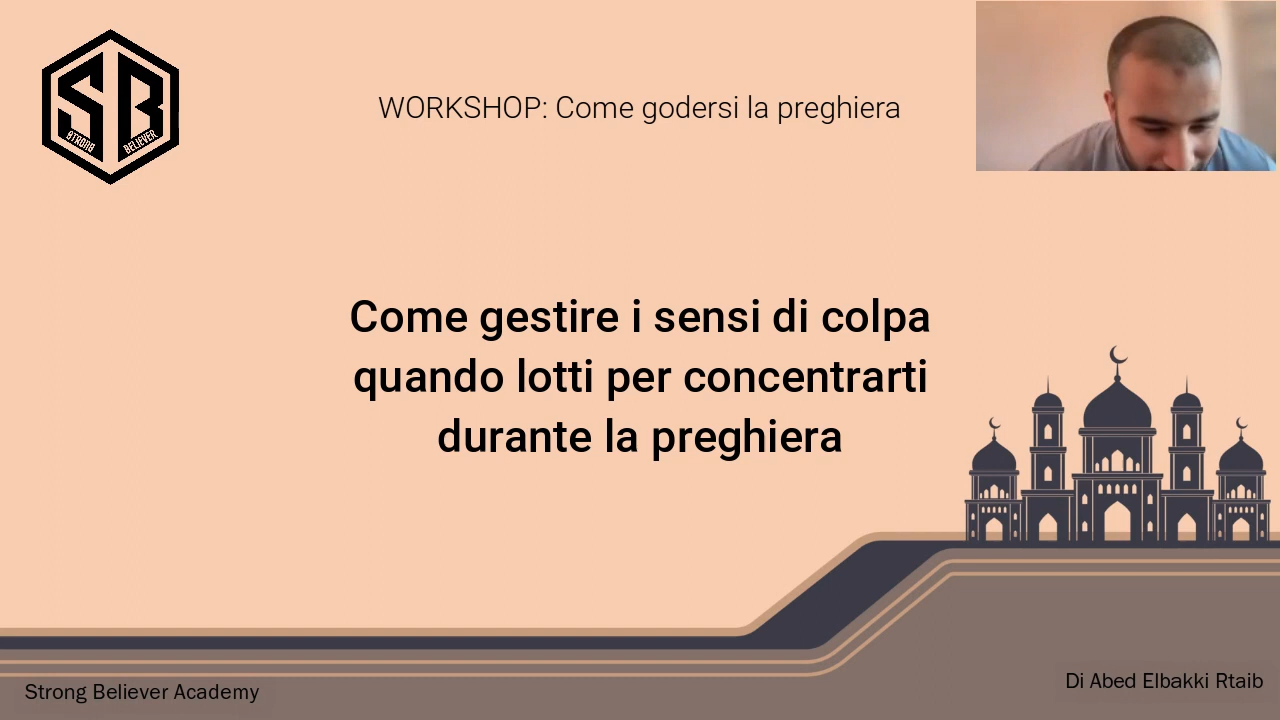 SB
STRONG BELIEVER
WORKSHOP: Come godersi la preghiera
Come gestire i sensi di colpa
quando lotti per concentrarti
durante la preghiera
Strong Believer Academy
Di Abed Elbakki Rtaib